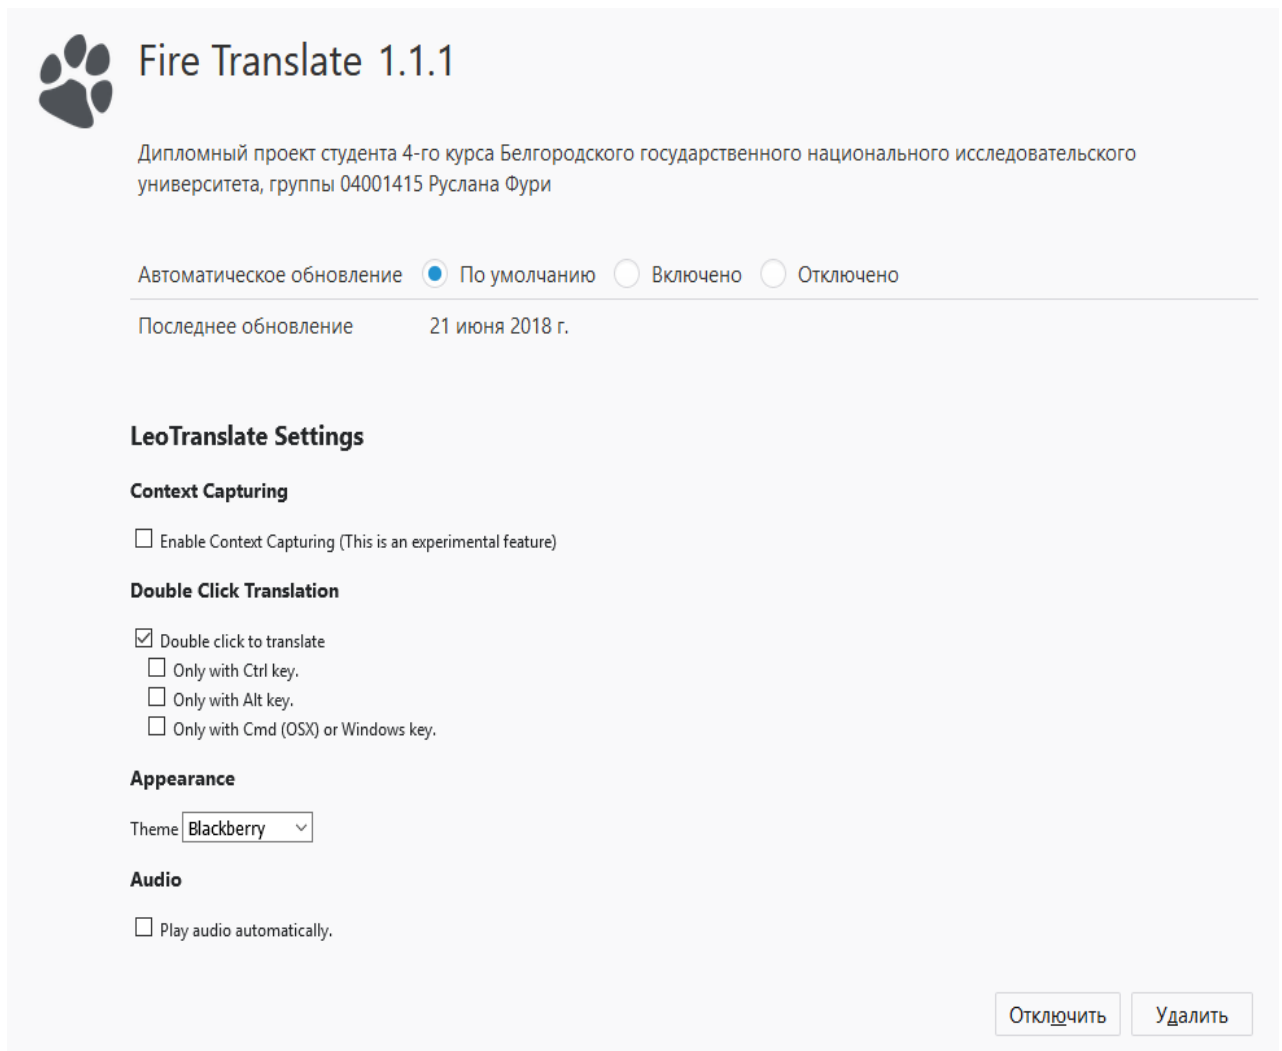 Fire Translate 1.1.1
Дипломный проект студента 4-го курса Белгородского государственного национального исследовательского
университета, группы 04001415 Руслана Фури
Автоматическое обновление По умолчанию Включено Отключено
Последнее обновление 21 июня 2018 г.
LeoTranslate Settings
Context Capturing
Enable Context Capturing (This is an experimental feature)
Double Click Translation
Double click to translate
Only with Ctrl key.
Only with Alt key.
Only with Cmd (OSX) or Windows key.
Appearance
Theme Blackberry
Audio
Play audio automatically.
Отключить Удалить